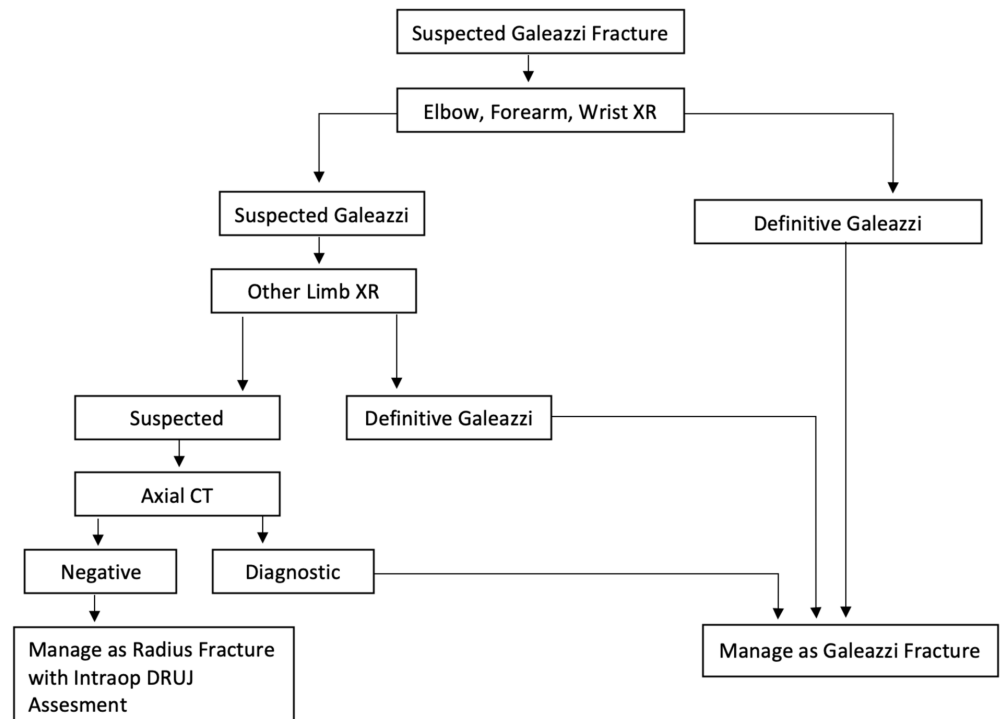 Suspected Galeazzi Fracture
Elbow, Forearm, Wrist XR
Suspected Galeazzi
Definitive Galeazzi
Other Limb XR
Suspected
Definitive Galeazzi
Axial CT
Negative
Diagnostic
Manage as Radius Fracture
with Intraop DRUJ
Assesment
Manage as Galeazzi Fracture